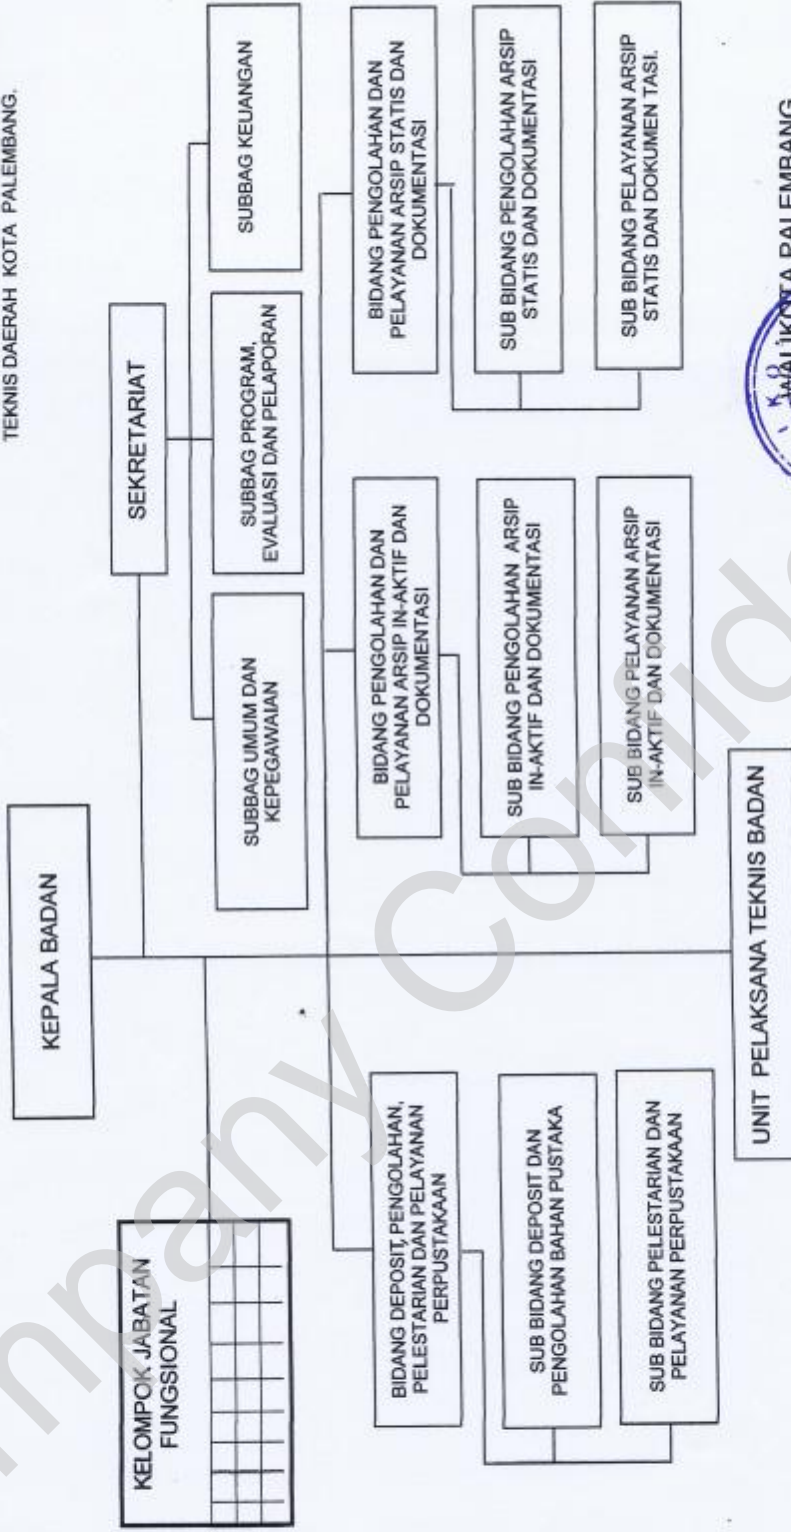 TEKNIS DAERAH KOTA PALEMBANG.
KEPALA BADAN
SEKRETARIAT
KELOMPOK JABATAN
FUNGSIONAL
SUBBAG UMUM DAN
KEPEGAWAIAN
SUBBAG PROGRAM,
EVALUASI DAN PELAPORAN
SUBBAG KEUANGAN
BIDANG DEPOSIT, PENGOLAHAN,
PELESTARIAN DAN PELAYANAN
PERPUSTAKAAN
SUB BIDANG DEPOSIT DAN
PENGOLAHAN BAHAN PUSTAKA
SUB BIDANG PELESTARIAN DAN
PELAYANAN PERPUSTAKAAN
BIDANG PENGOLAHAN DAN
PELAYANAN ARSIP IN-AKTIF DAN
DOKUMENTASI
SUB BIDANG PENGOLAHAN ARSIP
IN-AKTIF DAN DOKUMENTASI
SUB BIDANG PELAYANAN ARSIP
IN-AKTIF DAN DOKUMENTASI
BIDANG PENGOLAHAN DAN
PELAYANAN ARSIP STATIS DAN
DOKUMENTASI
SUB BIDANG PENGOLAHAN ARSIP
STATIS DAN DOKUMENTASI
SUB BIDANG PELAYANAN ARSIP
STATIS DAN DOKUMEN TASI.
UNIT PELAKSANA TEKNIS BADAN
WALIKOTA PALEMBANG